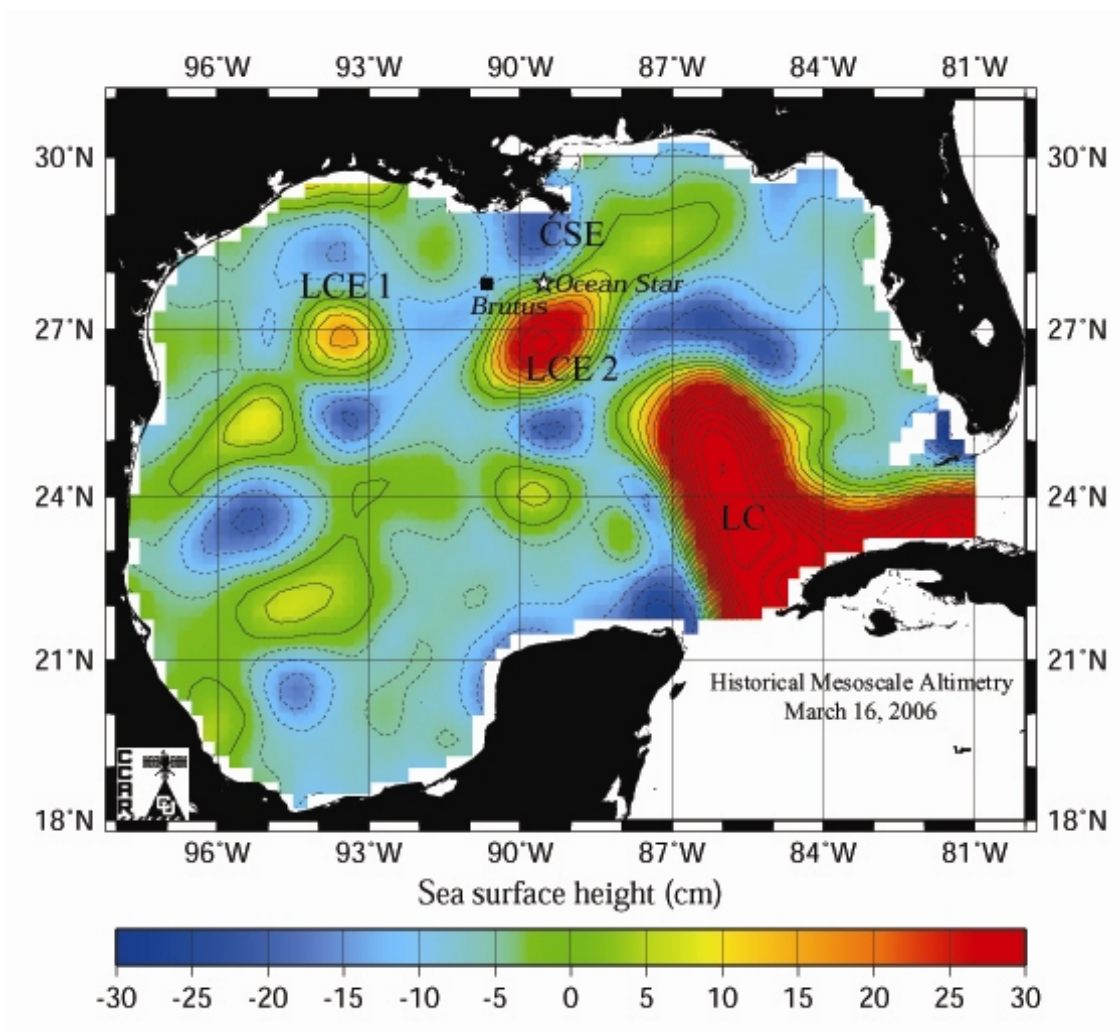 96°W 93°W 90°W 87°W 84°W 81°W
30°N 30°N
CSE
LCE 1 Ocean Star
Brutus
27°N 27°N
LCE 2
24°N 24°N
LC
21°N 21°N
Historical Mesoscale Altimetry
March 16, 2006
CCAR
CU
18°N 18°N
96°W 93°W 90°W 87°W 84°W 81°W
Sea surface height (cm)
-30 -25 -20 -15 -10 -5 0 5 10 15 20 25 30